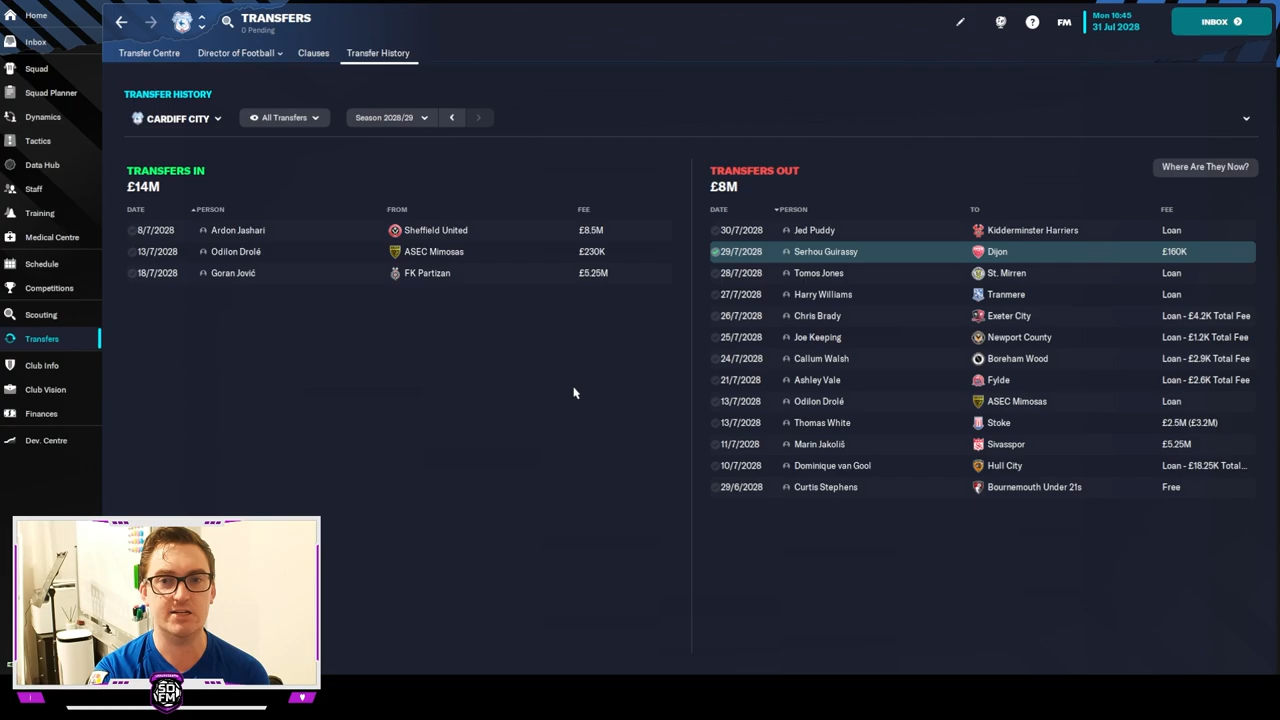 Home
Inbox
Squad
Squad Planner
Dynamics
Tactics
Data Hub
Staff
Training
Medical Centre
Schedule
Competitions
Scouting
Transfers
Club Info
Club Vision
Finances
Dev. Centre
TRANSFERS
0 Pending
FM
Mon 16:45
31 Jul 2028
INBOX
Transfer Centre Director of Football Clauses Transfer History
TRANSFER HISTORY
CARDIFF CITY All Transfers Season 2028/29
TRANSFERS IN
£14M
DATE PERSON FROM FEE
8/7/2028 Ardon Jashari Sheffield United £8.5M
13/7/2028 Odilon Drolé ASEC Mimosas £230K
18/7/2028 Goran Jović FK Partizan £5.25M
TRANSFERS OUT
£8M
Where Are They Now?
DATE PERSON TO FEE
30/7/2028 Jed Puddy Kidderminster Harriers Loan
29/7/2028 Serhou Guirassy Dijon £160K
28/7/2028 Tomos Jones St. Mirren Loan
27/7/2028 Harry Williams Tranmere Loan
26/7/2028 Chris Brady Exeter City Loan - £4.2K Total Fee
25/7/2028 Joe Keeping Newport County Loan - £1.2K Total Fee
24/7/2028 Callum Walsh Boreham Wood Loan - £2.9K Total Fee
21/7/2028 Ashley Vale Fylde Loan - £2.6K Total Fee
13/7/2028 Odilon Drolé ASEC Mimosas Loan
13/7/2028 Thomas White Stoke £2.5M (£3.2M)
11/7/2028 Marin Jakoliš Sivasspor £5.25M
10/7/2028 Dominique van Gool Hull City Loan - £18.25K Total...
29/6/2028 Curtis Stephens Bournemouth Under 21s Free
SD
FM